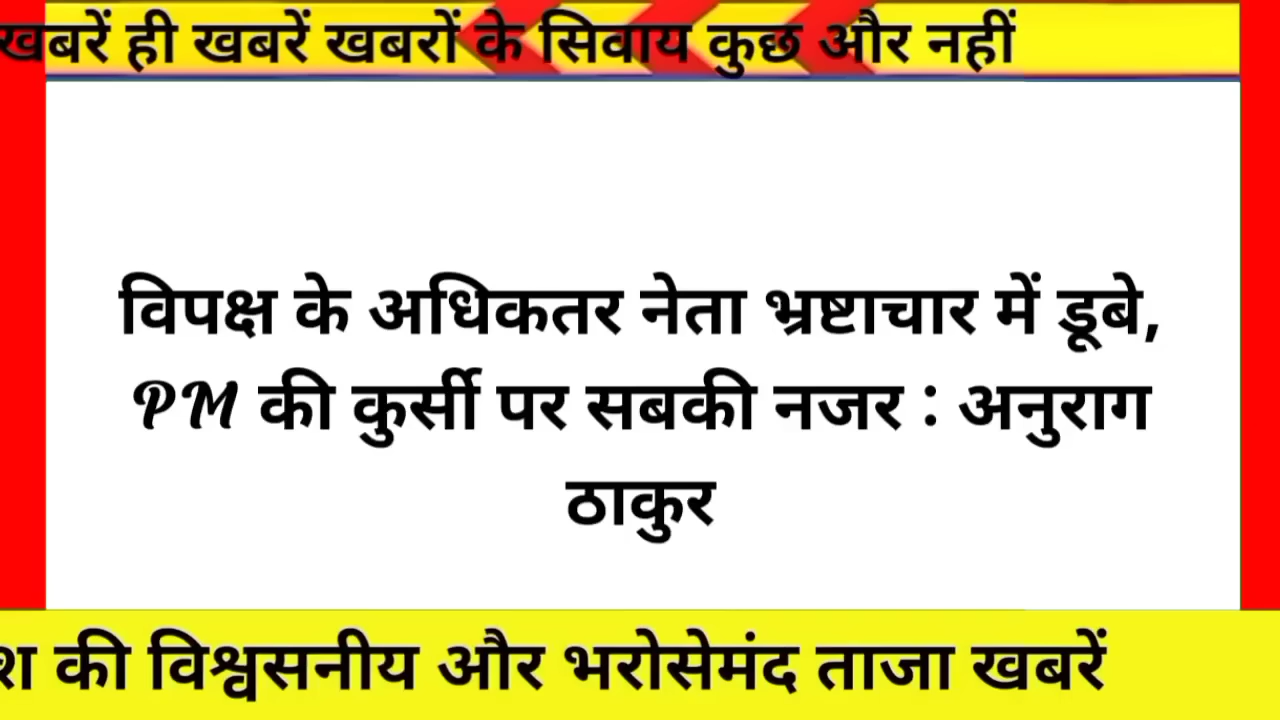 खबरें ही खबरें खबरों के सिवाय कुछ और नहीं
विपक्ष के अधिकतर नेता भ्रष्टाचार में डूबे,
PM की कुर्सी पर सबकी नजर : अनुराग
ठाकुर
की विश्वसनीय और भरोसेमंद ताजा खबरें